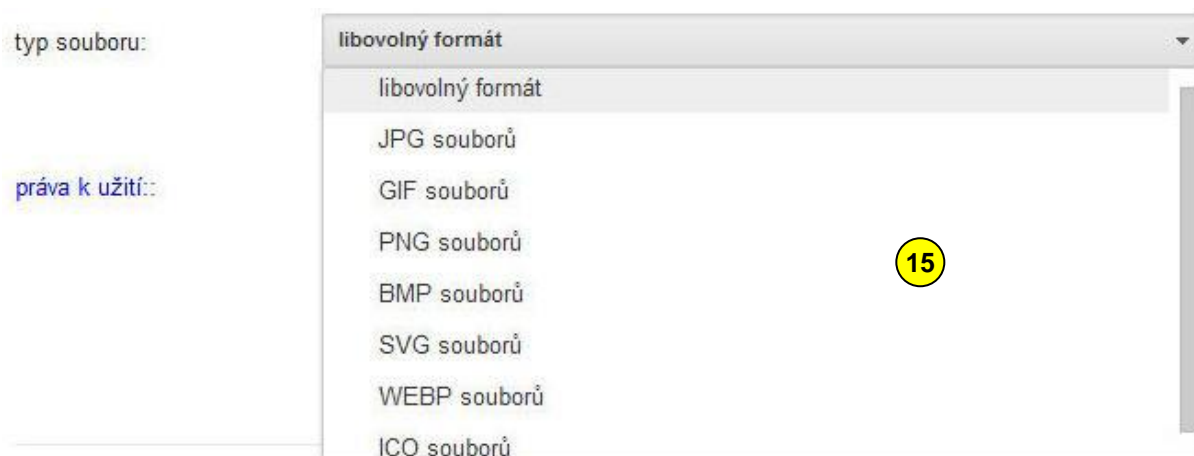 typ souboru:
libovolný formát
libovolný formát
JPG souborů
práva k užití::
GIF souborů
PNG souborů
15
BMP souborů
SVG souborů
WEBP souborů
ICO souborů